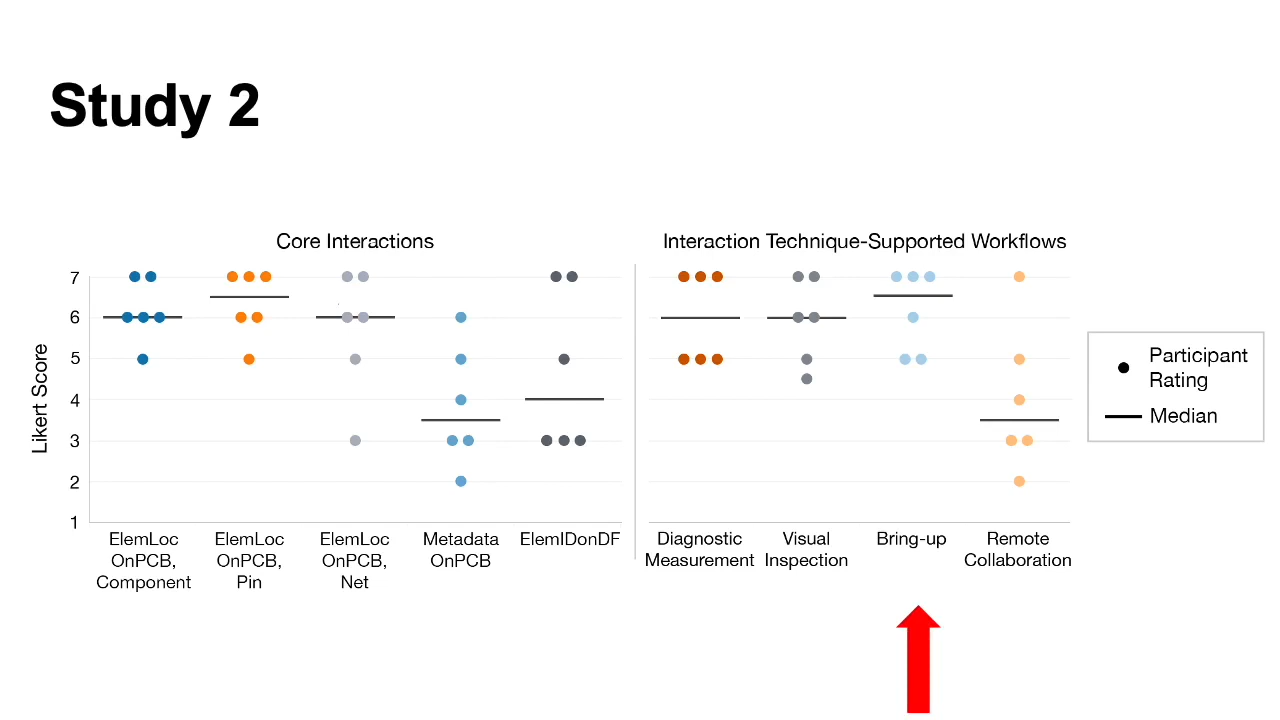 Study 2
Core Interactions
Interaction Technique-Supported Workflows
Likert Score
7
6
5
4
3
2
1
ElemLoc
OnPCB,
Component
ElemLoc
OnPCB,
Pin
ElemLoc
OnPCB,
Net
Metadata
OnPCB
ElemIDonDF
Diagnostic
Measurement
Visual
Inspection
Bring-up
Remote
Collaboration
Participant
Rating
Median